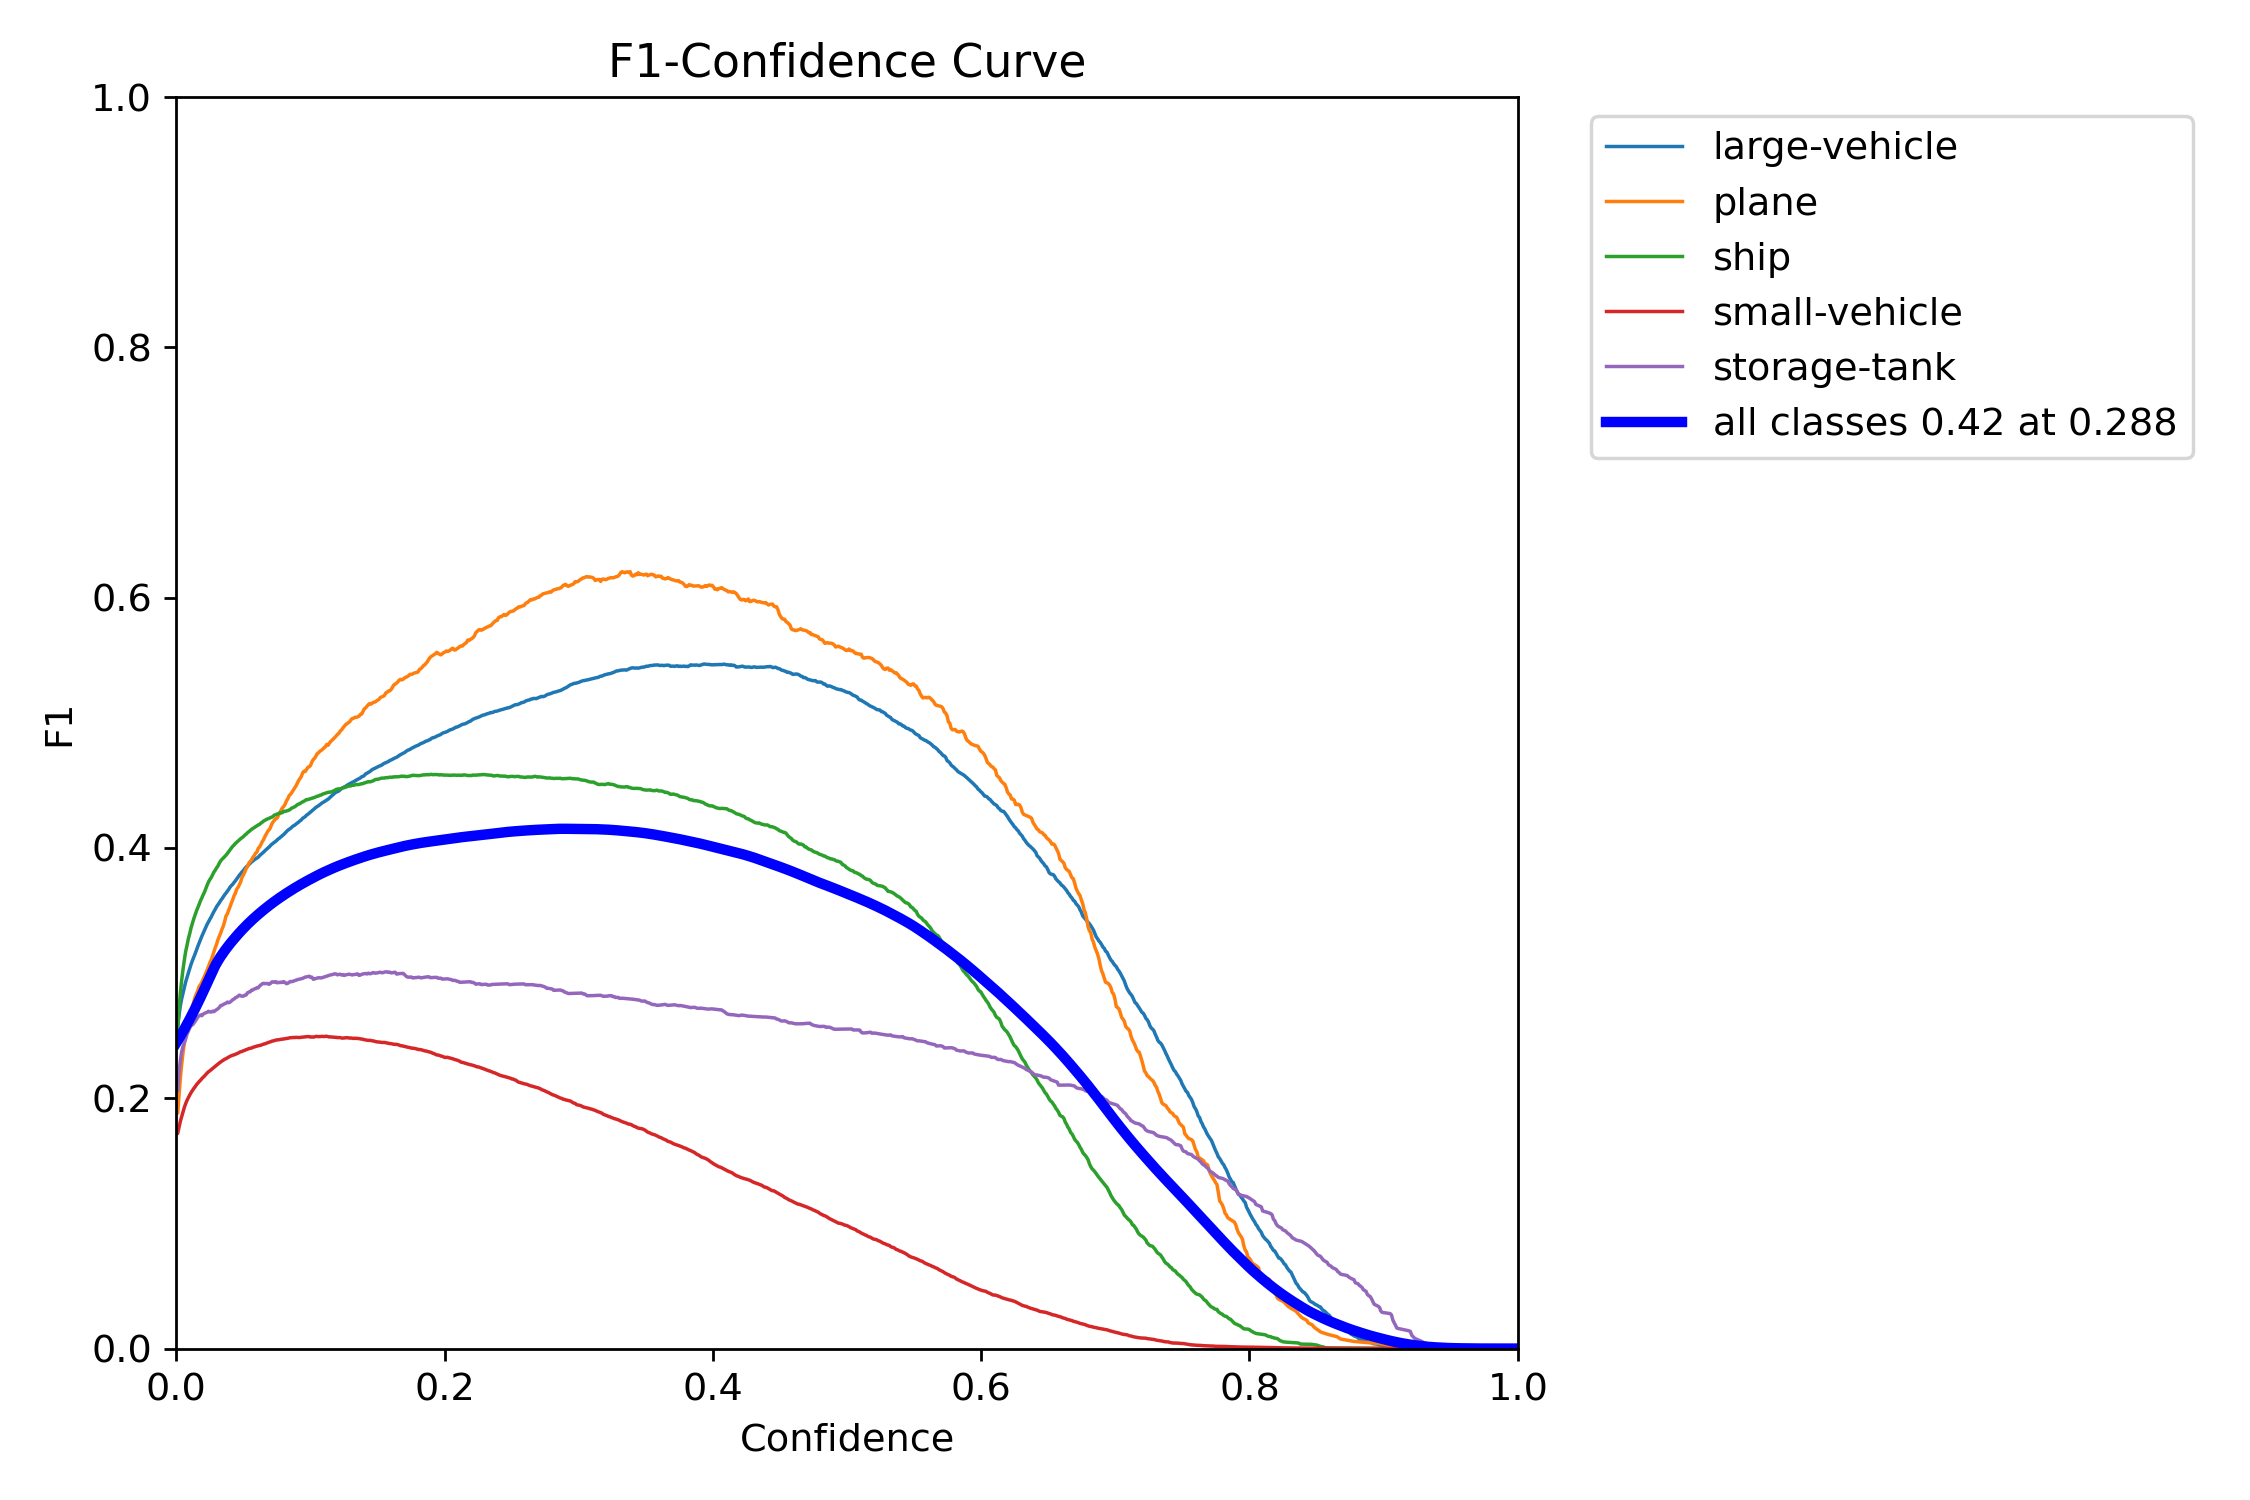 F1-Confidence Curve
1.0
0.8
0.6
0.4
0.2
0.0
F1
0.0 0.2 0.4 0.6 0.8 1.0
Confidence
large-vehicle
plane
ship
small-vehicle
storage-tank
all classes 0.42 at 0.288